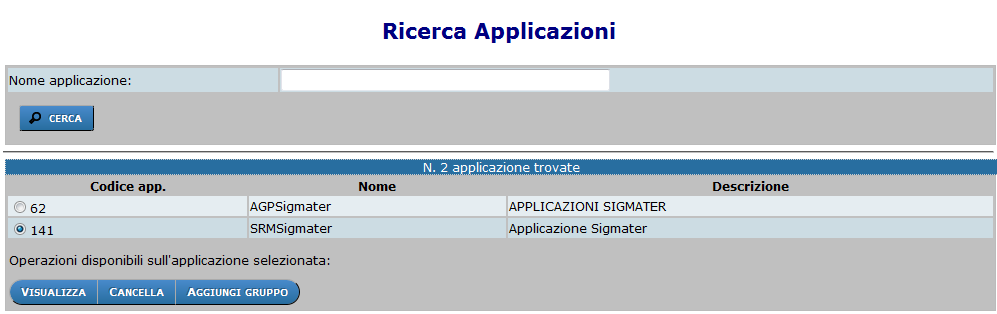 Ricerca Applicazioni
Nome applicazione:
CERCA
N. 2 applicazione trovate
Codice app. Nome Descrizione
62 AGPSigmater APPLICAZIONI SIGMATER
141 SRMSigmater Applicazione Sigmater
Operazioni disponibili sull'applicazione selezionata:
VISUALIZZA CANCELLA AGGIUNGI GRUPPO